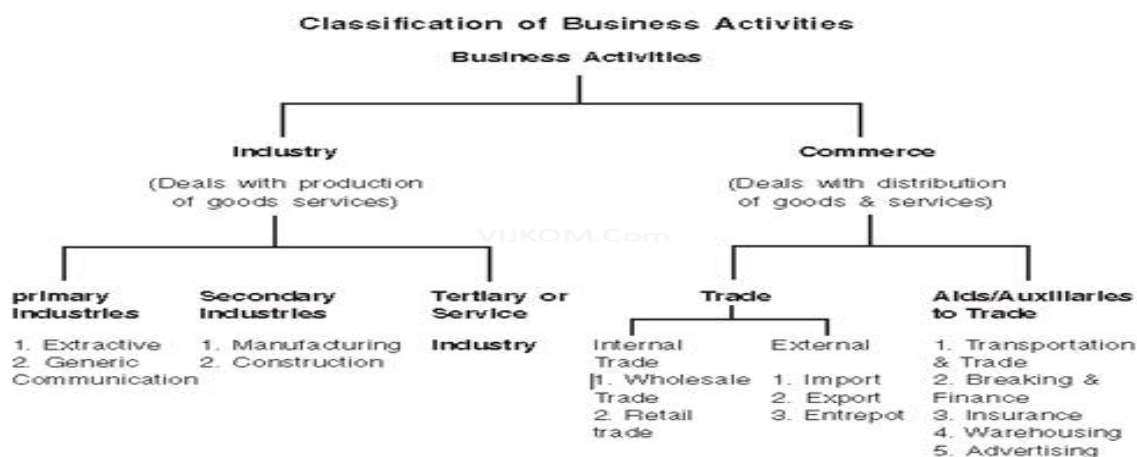 Classification of Business Activities
Business Activities
Industry
(Deals with production
of goods services)
Commerce
(Deals with distribution
of goods & services)
VIJKOM.Com
primary
Industries
1. Extractive
2. Generic
Communication
Secondary
Industries
1. Manufacturing
2. Construction
Tertiary or
Service
Industry
Trade
Internal
Trade
1. Wholesale
Trade
2. Retail
trade
External
1. Import
2. Export
3. Entrepot
Aids/Auxiliaries
to Trade
1. Transportation
& Trade
2. Breaking &
Finance
3. Insurance
4. Warehousing
5. Advertising